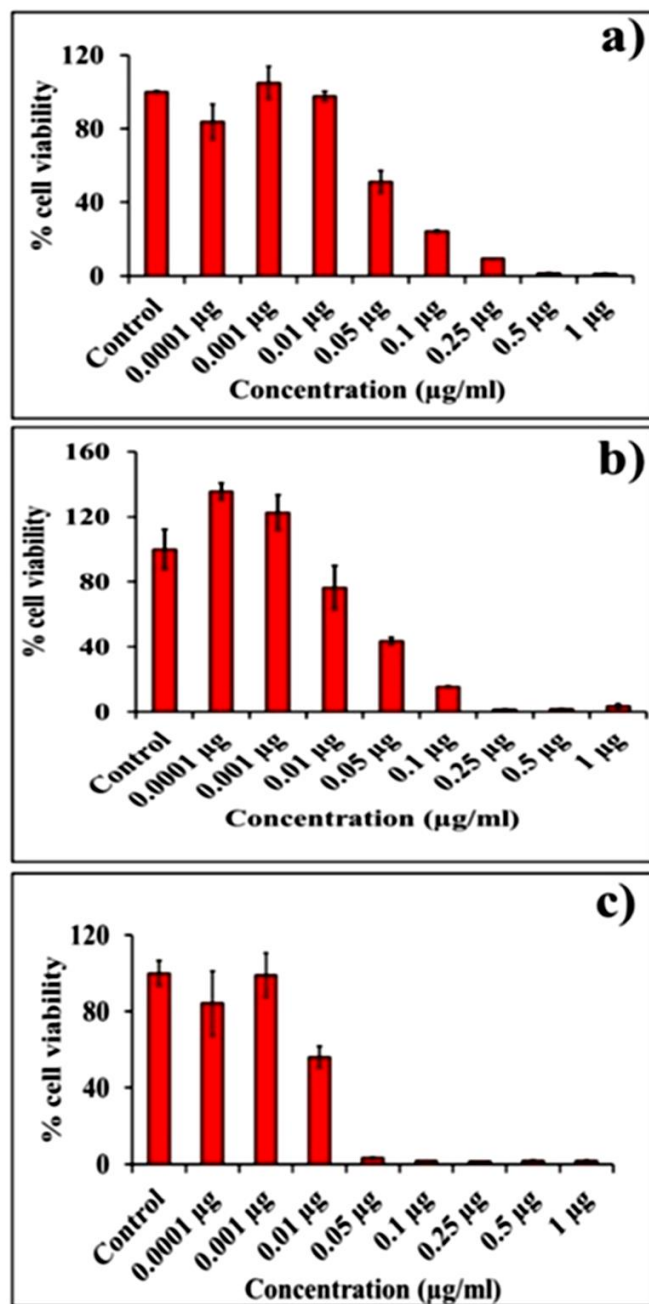 a)
120
80
40
0
% cell viability
Control
0.0001 µg
0.001 µg
0.01 µg
0.05 µg
0.1 µg
0.25 µg
0.5 µg
1 µg
Concentration (µg/ml)
b)
160
120
80
40
0
% cell viability
Control
0.0001 µg
0.001 µg
0.01 µg
0.05 µg
0.1 µg
0.25 µg
0.5 µg
1 µg
Concentration (µg/ml)
c)
120
80
40
0
% cell viability
Control
0.0001 µg
0.001 µg
0.01 µg
0.05 µg
0.1 µg
0.25 µg
0.5 µg
1 µg
Concentration (µg/ml)